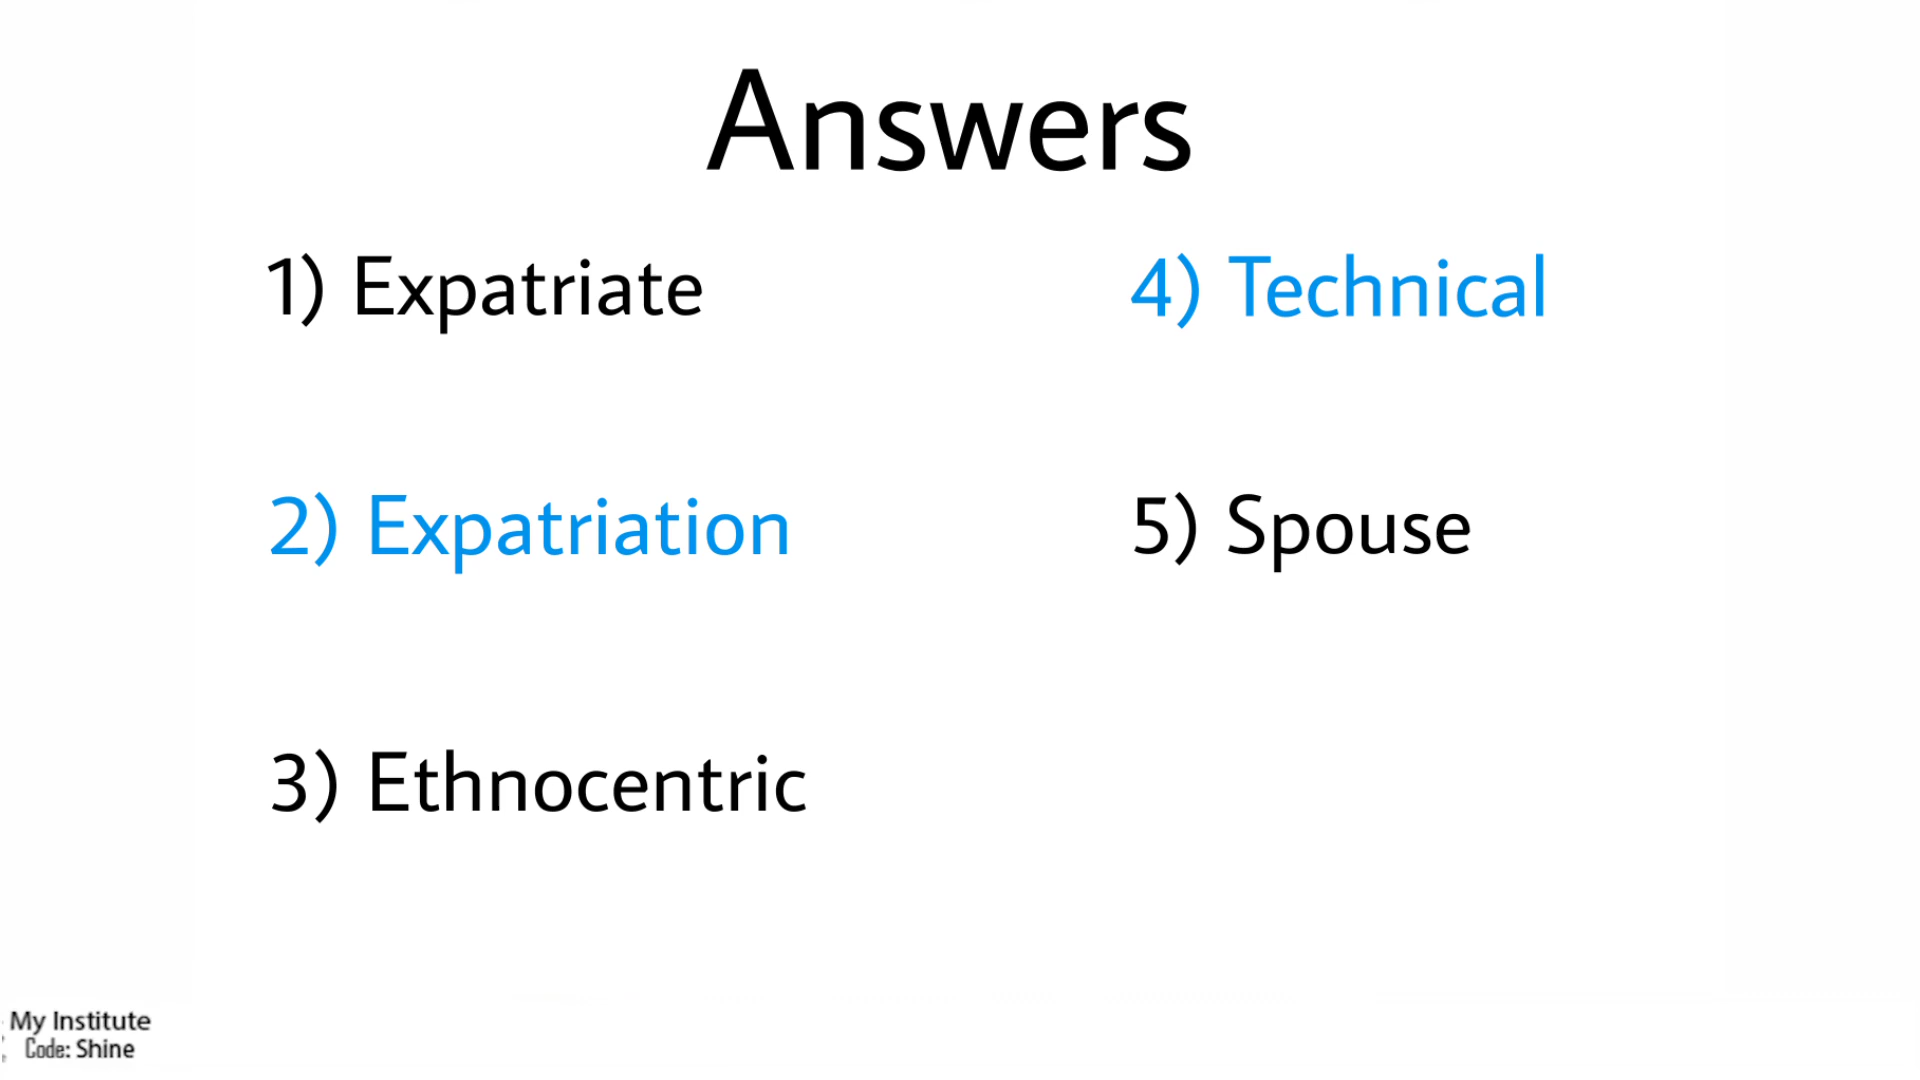 Answers
1) Expatriate
2) Expatriation
3) Ethnocentric
4) Technical
5) Spouse
My Institute
Code: Shine